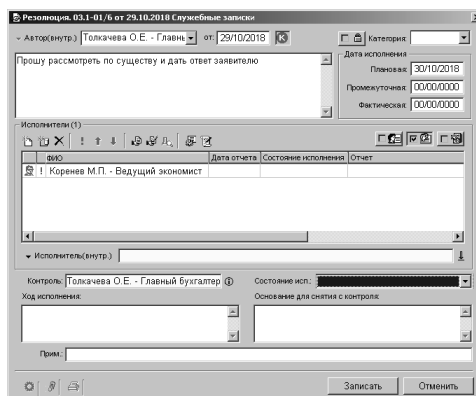 Резолюция. 03.1-01/6 от 29.10.2018 Служебные записки
Автор(внутр.) Толкачева О.Е. - Главнь от: 29/10/2018 К Категория:
Прошу рассмотреть по существу и дать ответ заявителю
Дата исполнения
Плановая: 30/10/2018
Промежуточная: 00/00/0000
Фактическая: 00/00/0000
Исполнители (1)
ФИО Дата отчета Состояние исполнения Отчет
! Коренев М.П. - Ведущий экономист
Исполнитель(внутр.)
Контроль: Толкачева О.Е. - Главный бухгалтер Состояние исп.:
Ход исполнения: Основание для снятия с контроля:
Прим.:
Записать Отменить